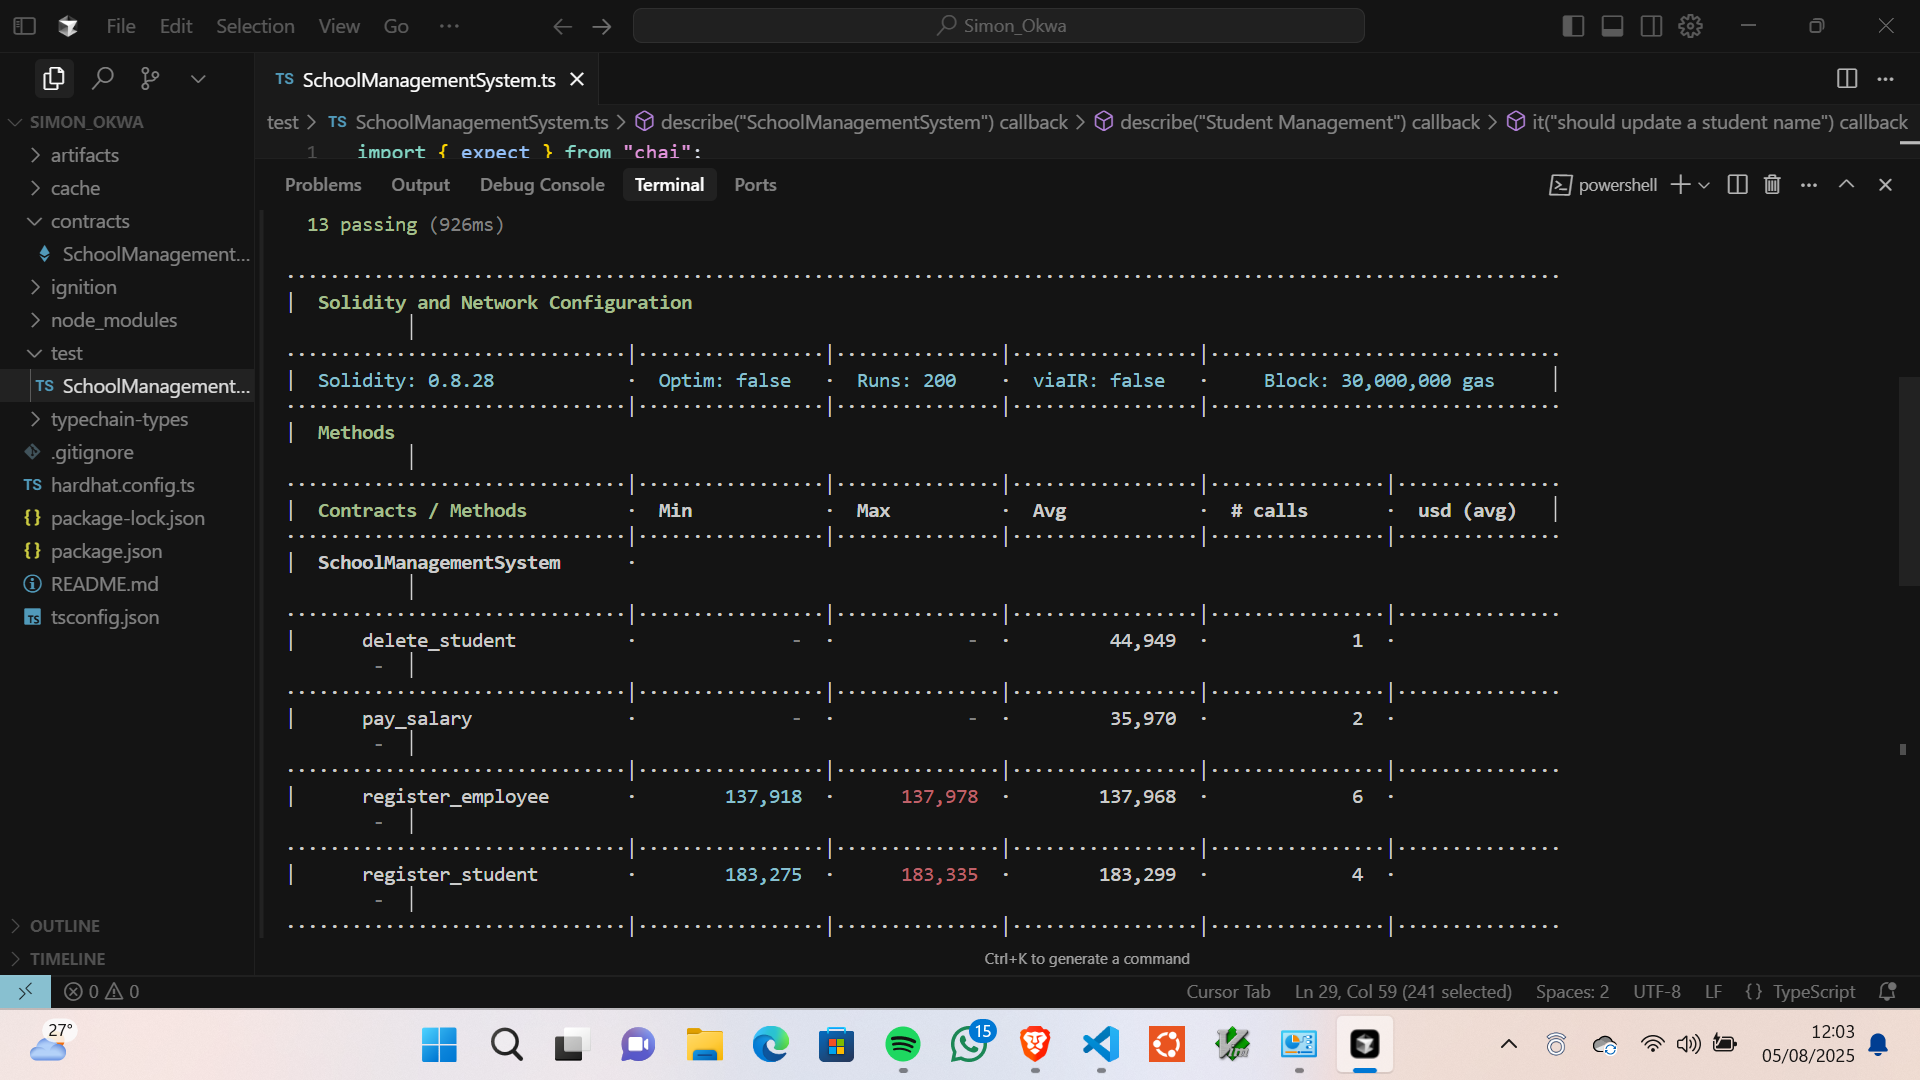 File Edit Selection View Go ··· Simon_Okwa
TS SchoolManagementSystem.ts
SIMON_OKWA
artifacts
cache
contracts
SchoolManagement...
ignition
node_modules
test
TS SchoolManagement...
typechain-types
.gitignore
TS hardhat.config.ts
{} package-lock.json
{} package.json
README.md
TS tsconfig.json
OUTLINE
TIMELINE
test > TS SchoolManagementSystem.ts > describe("SchoolManagementSystem") callback > describe("Student Management") callback > it("should update a student name") callback
1 import { expect } from "chai";
Problems Output Debug Console Terminal Ports powershell
13 passing (926ms)
| Solidity and Network Configuration
|
| Solidity: 0.8.28 · Optim: false · Runs: 200 · viaIR: false · Block: 30,000,000 gas |
| Methods
|
| Contracts / Methods · Min · Max · Avg · # calls · usd (avg) |
| SchoolManagementSystem ·
|
| delete_student · - · - · 44,949 · 1 ·
- |
| pay_salary · - · - · 35,970 · 2 ·
- |
| register_employee · 137,918 · 137,978 · 137,968 · 6 ·
- |
| register_student · 183,275 · 183,335 · 183,299 · 4 ·
- |
Ctrl+K to generate a command
0 0 Cursor Tab Ln 29, Col 59 (241 selected) Spaces: 2 UTF-8 LF {} TypeScript
27°
15
Vim
12:03
05/08/2025